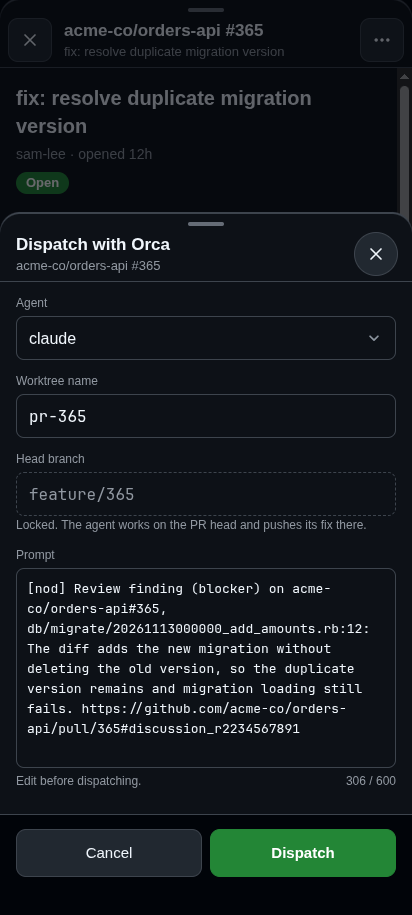 acme-co/orders-api #365
fix: resolve duplicate migration version
fix: resolve duplicate migration
version
sam-lee · opened 12h
Open
Dispatch with Orca
acme-co/orders-api #365
Agent
claude
Worktree name
pr-365
Head branch
feature/365
Locked. The agent works on the PR head and pushes its fix there.
Prompt
[nod] Review finding (blocker) on acme-
co/orders-api#365,
db/migrate/20261113000000_add_amounts.rb:12:
The diff adds the new migration without
deleting the old version, so the duplicate
version remains and migration loading still
fails. https://github.com/acme-co/orders-
api/pull/365#discussion_r2234567891
Edit before dispatching.
306 / 600
Cancel
Dispatch